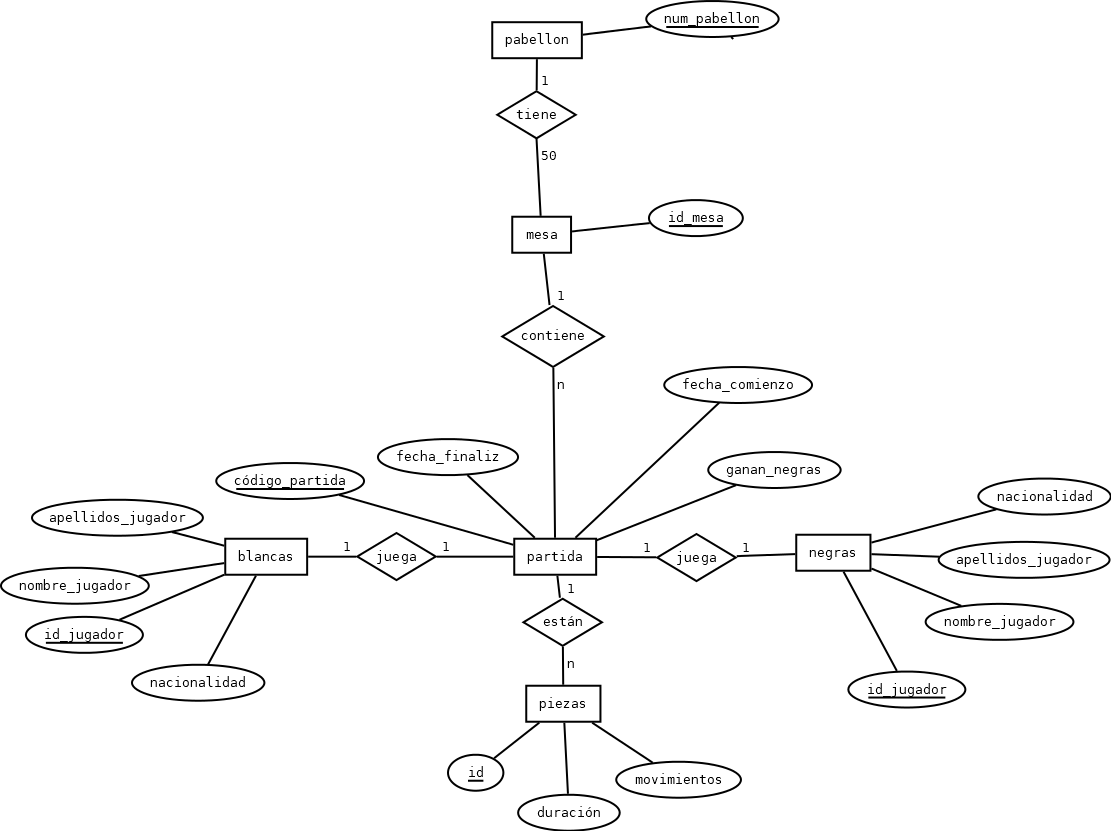 num_pabellon
pabellon
1
tiene
50
id_mesa
mesa
1
contiene
n
fecha_comienzo
fecha_finaliz
ganan_negras
código_partida
nacionalidad
apellidos_jugador
blancas
1
juega
1
partida
1
juega
1
negras
apellidos_jugador
nombre_jugador
1
están
nombre_jugador
id_jugador
n
nacionalidad
id_jugador
piezas
id
movimientos
duración